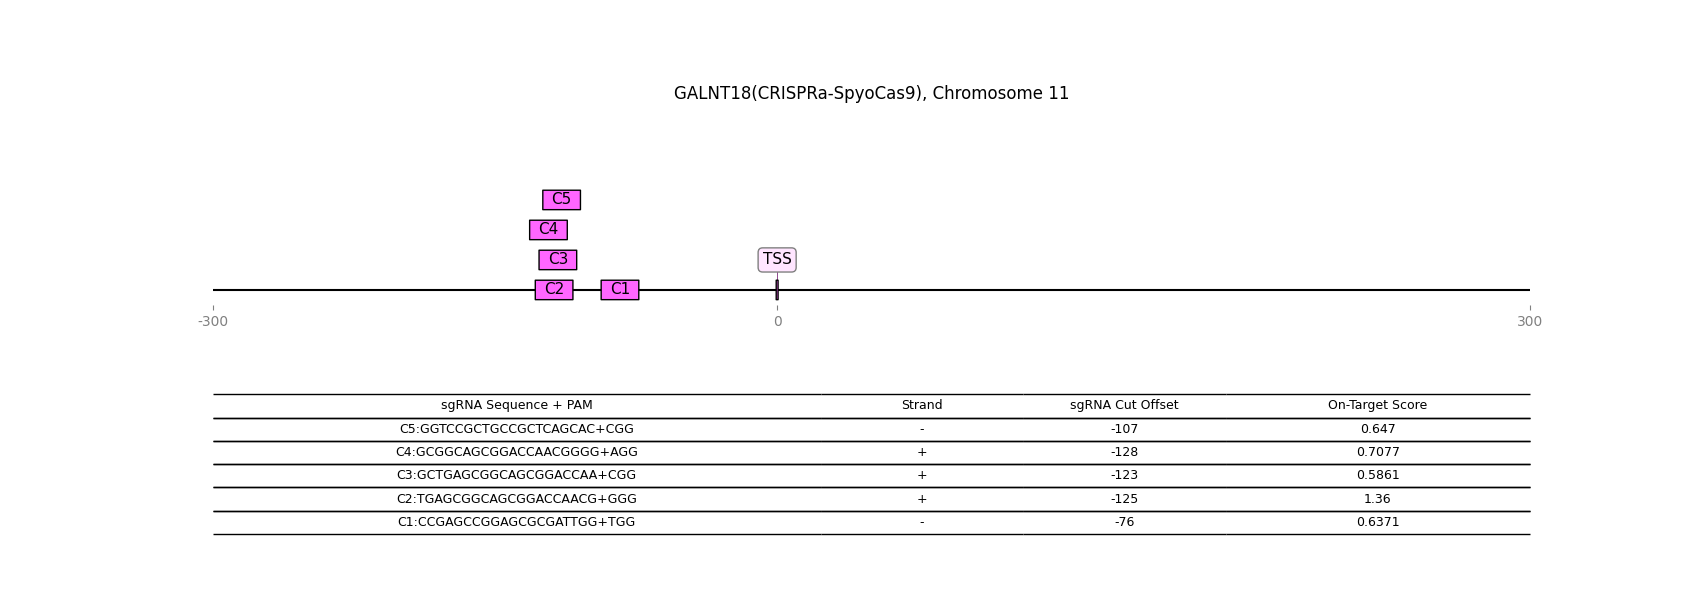 GALNT18(CRISPRa-SpyoCas9), Chromosome 11
C5
C4
C3 TSS
C2 C1
-300 0 300
sgRNA Sequence + PAM Strand sgRNA Cut Offset On-Target Score
C5:GGTCCGCTGCCGCTCAGCAC+CGG - -107 0.647
C4:GCGGCAGCGGACCAACGGGG+AGG + -128 0.7077
C3:GCTGAGCGGCAGCGGACCAA+CGG + -123 0.5861
C2:TGAGCGGCAGCGGACCAACG+GGG + -125 1.36
C1:CCGAGCCGGAGCGCGATTGG+TGG - -76 0.6371